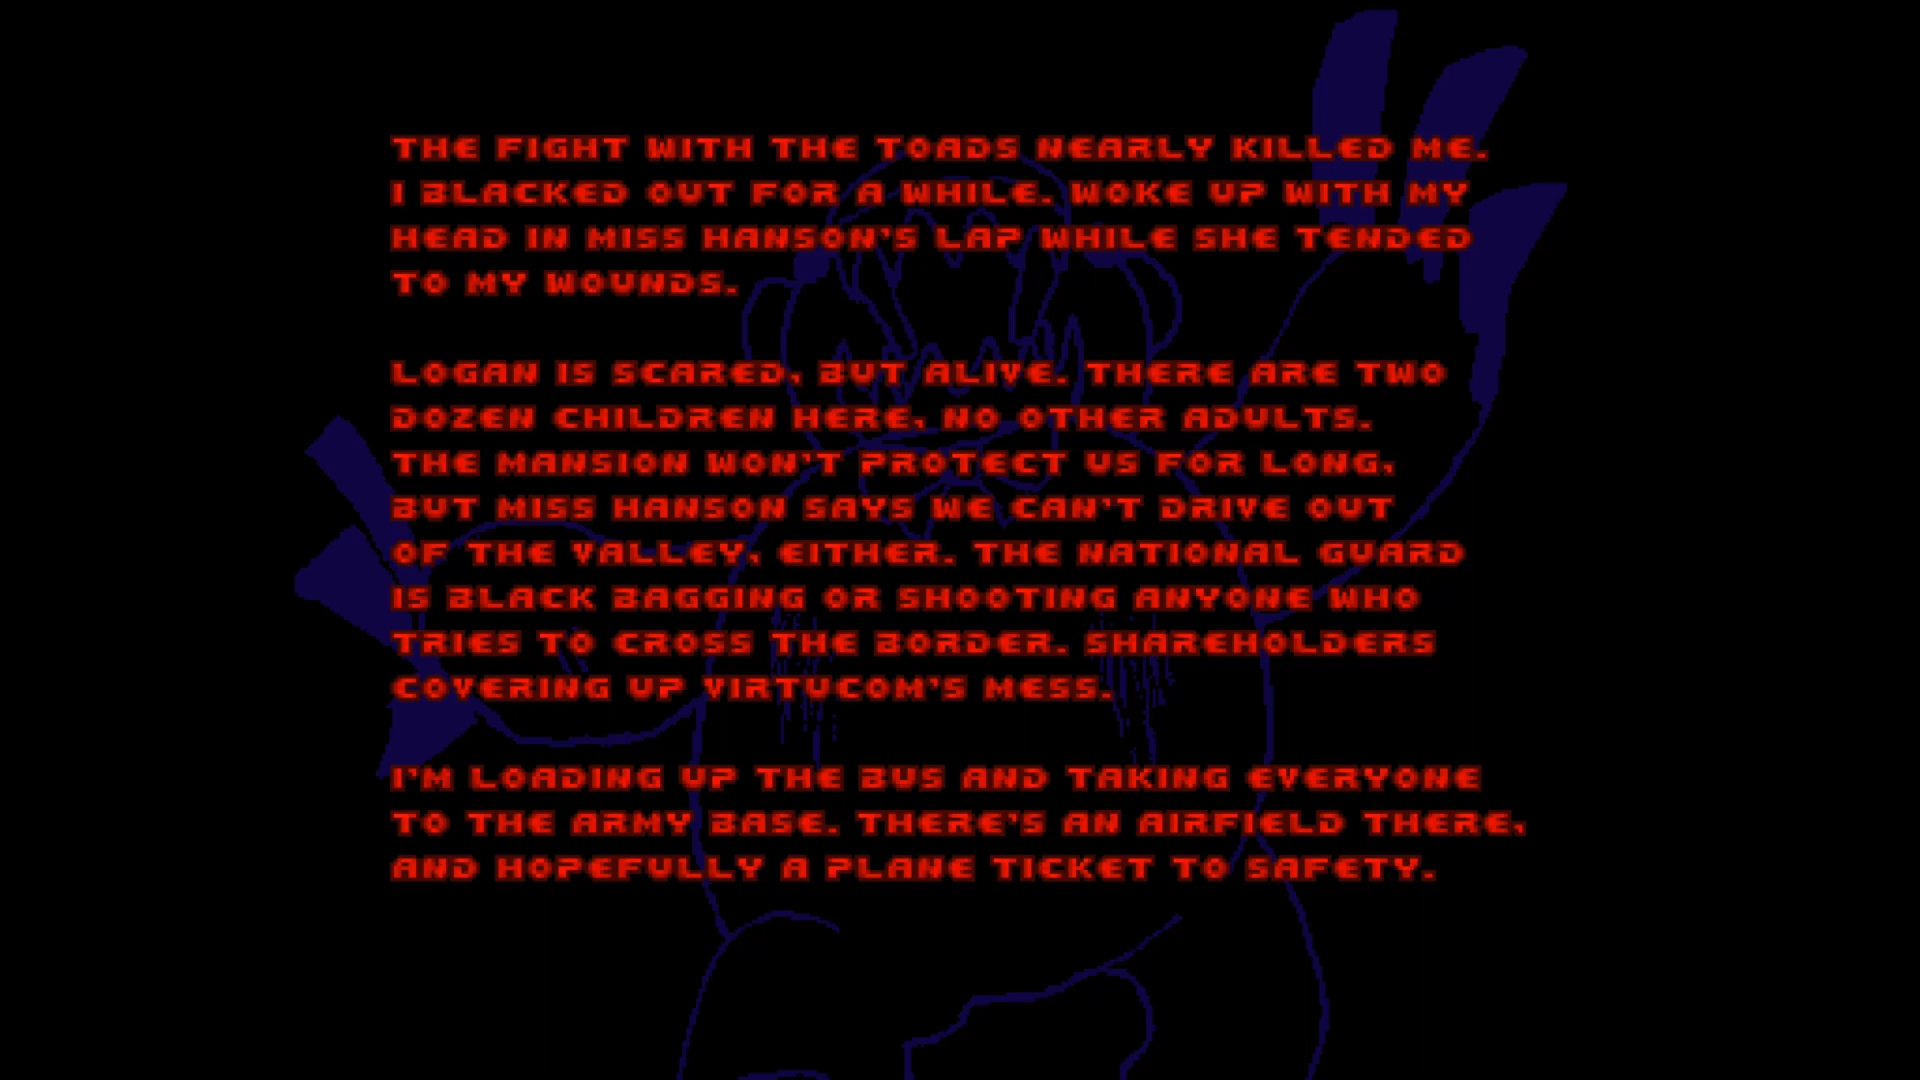 THE FIGHT WITH THE TOADS NEARLY KILLED ME.
I BLACKED OUT FOR A WHILE. WOKE UP WITH MY
HEAD IN MISS HANSON'S LAP WHILE SHE TENDED
TO MY WOUNDS.
LOGAN IS SCARED, BUT ALIVE. THERE ARE TWO
DOZEN CHILDREN HERE, NO OTHER ADULTS.
THE MANSION WON'T PROTECT US FOR LONG,
BUT MISS HANSON SAYS WE CAN'T DRIVE OUT
OF THE VALLEY, EITHER. THE NATIONAL GUARD
IS BLACK BAGGING OR SHOOTING ANYONE WHO
TRIES TO CROSS THE BORDER. SHAREHOLDERS
COVERING UP VIRTUCOM'S MESS.
I'M LOADING UP THE BUS AND TAKING EVERYONE
TO THE ARMY BASE. THERE'S AN AIRFIELD THERE,
AND HOPEFULLY A PLANE TICKET TO SAFETY.